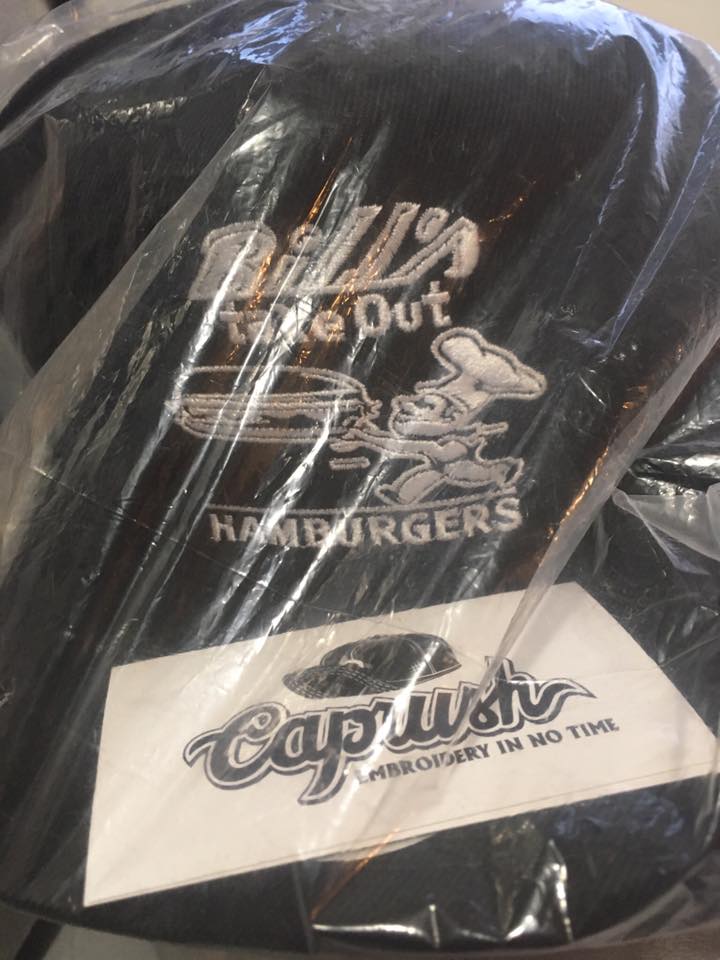 Bill's
take Out
HAMBURGERS
Caprush
EMBROIDERY IN NO TIME